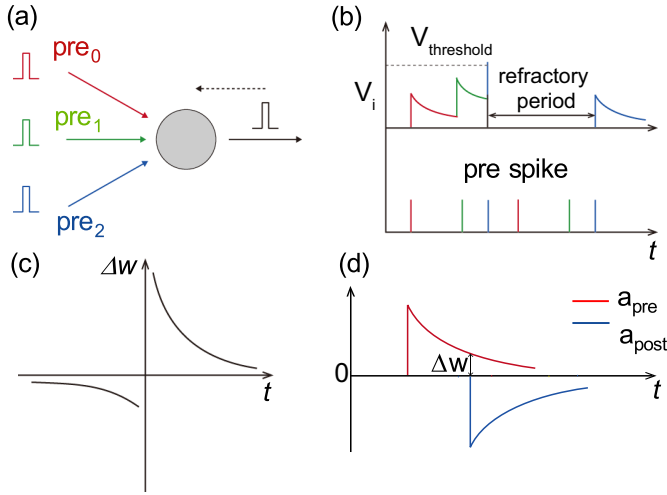 (a)
pre0
pre1
pre2
(b)
Vthreshold
Vi
refractory
period
pre spike
t
(c)
Δw
t
(d)
apre
apost
0
Δw
t